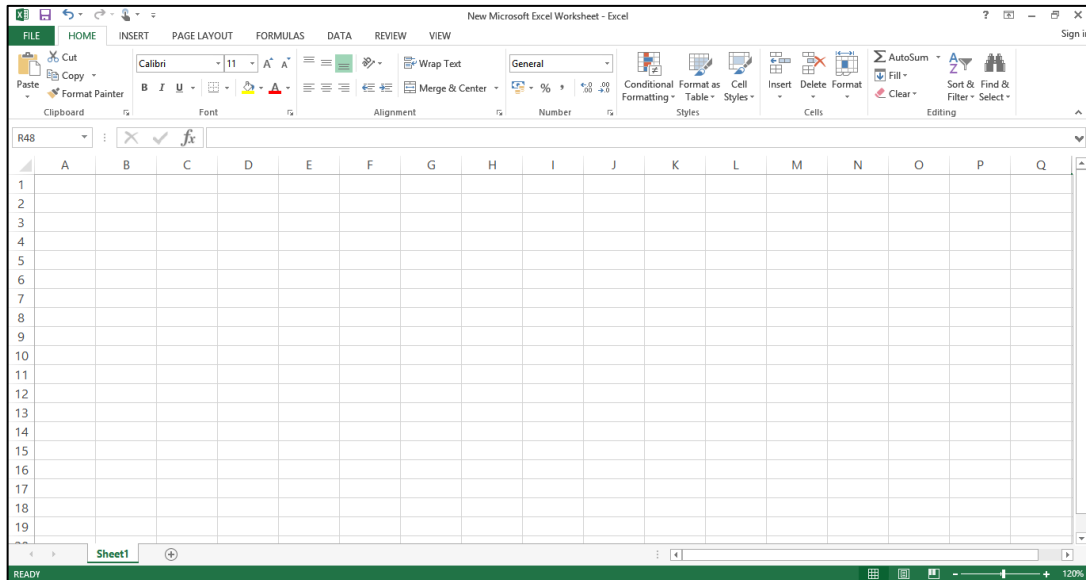 New Microsoft Excel Worksheet - Excel
FILE HOME INSERT PAGE LAYOUT FORMULAS DATA REVIEW VIEW Sign in
Paste Cut Copy Format Painter
Clipboard
Calibri 11
B I U A
Font
Wrap Text
Merge & Center
Alignment
General
% ,
Number
Conditional Formatting Format as Table Cell Styles
Styles
Insert Delete Format
Cells
AutoSum Fill Clear Sort & Filter Find & Select
Editing
R48 fx
A B C D E F G H I J K L M N O P Q
1
2
3
4
5
6
7
8
9
10
11
12
13
14
15
16
17
18
19
Sheet1
READY 120%